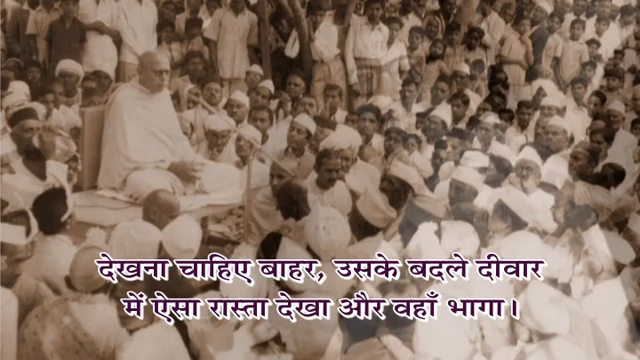 देखना चाहिए बाहर, उसके बदले दीवार
में ऐसा रास्ता देखा और वहाँ भागा।